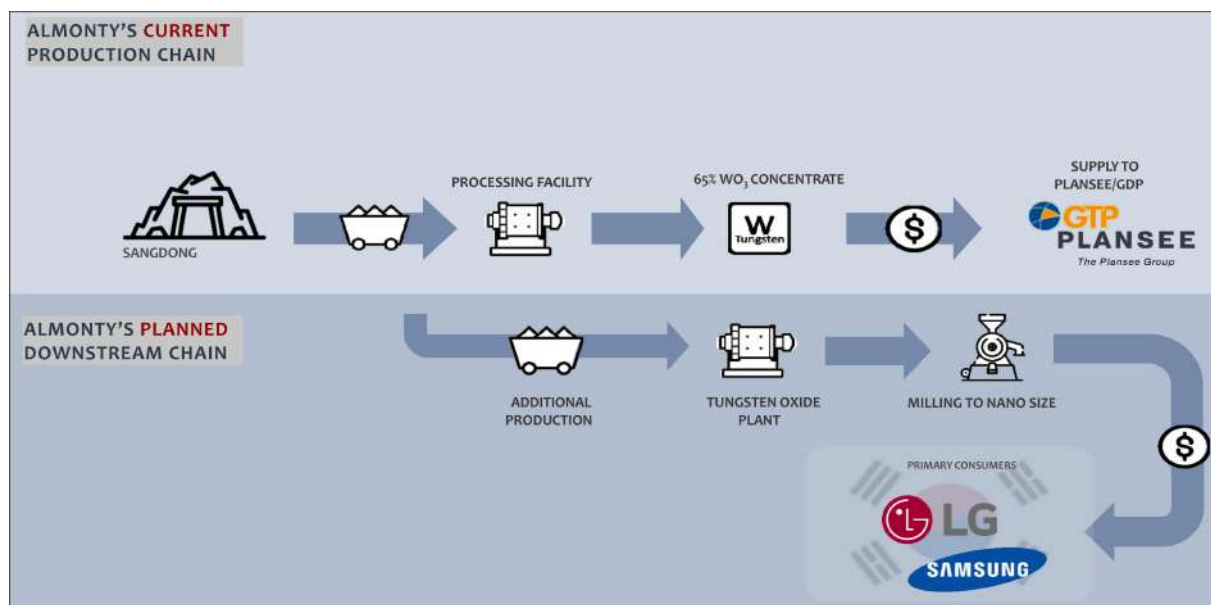 ALMONTY'S CURRENT
PRODUCTION CHAIN
SANGDONG
PROCESSING FACILITY
65% WO₃ CONCENTRATE
W
Tungsten
$
SUPPLY TO
PLANSEE/GDP
GTP
PLANSEE
The Plansee Group
ALMONTY'S PLANNED
DOWNSTREAM CHAIN
ADDITIONAL
PRODUCTION
TUNGSTEN OXIDE
PLANT
MILLING TO NANO SIZE
$
PRIMARY CONSUMERS
LG
LG
SAMSUNG